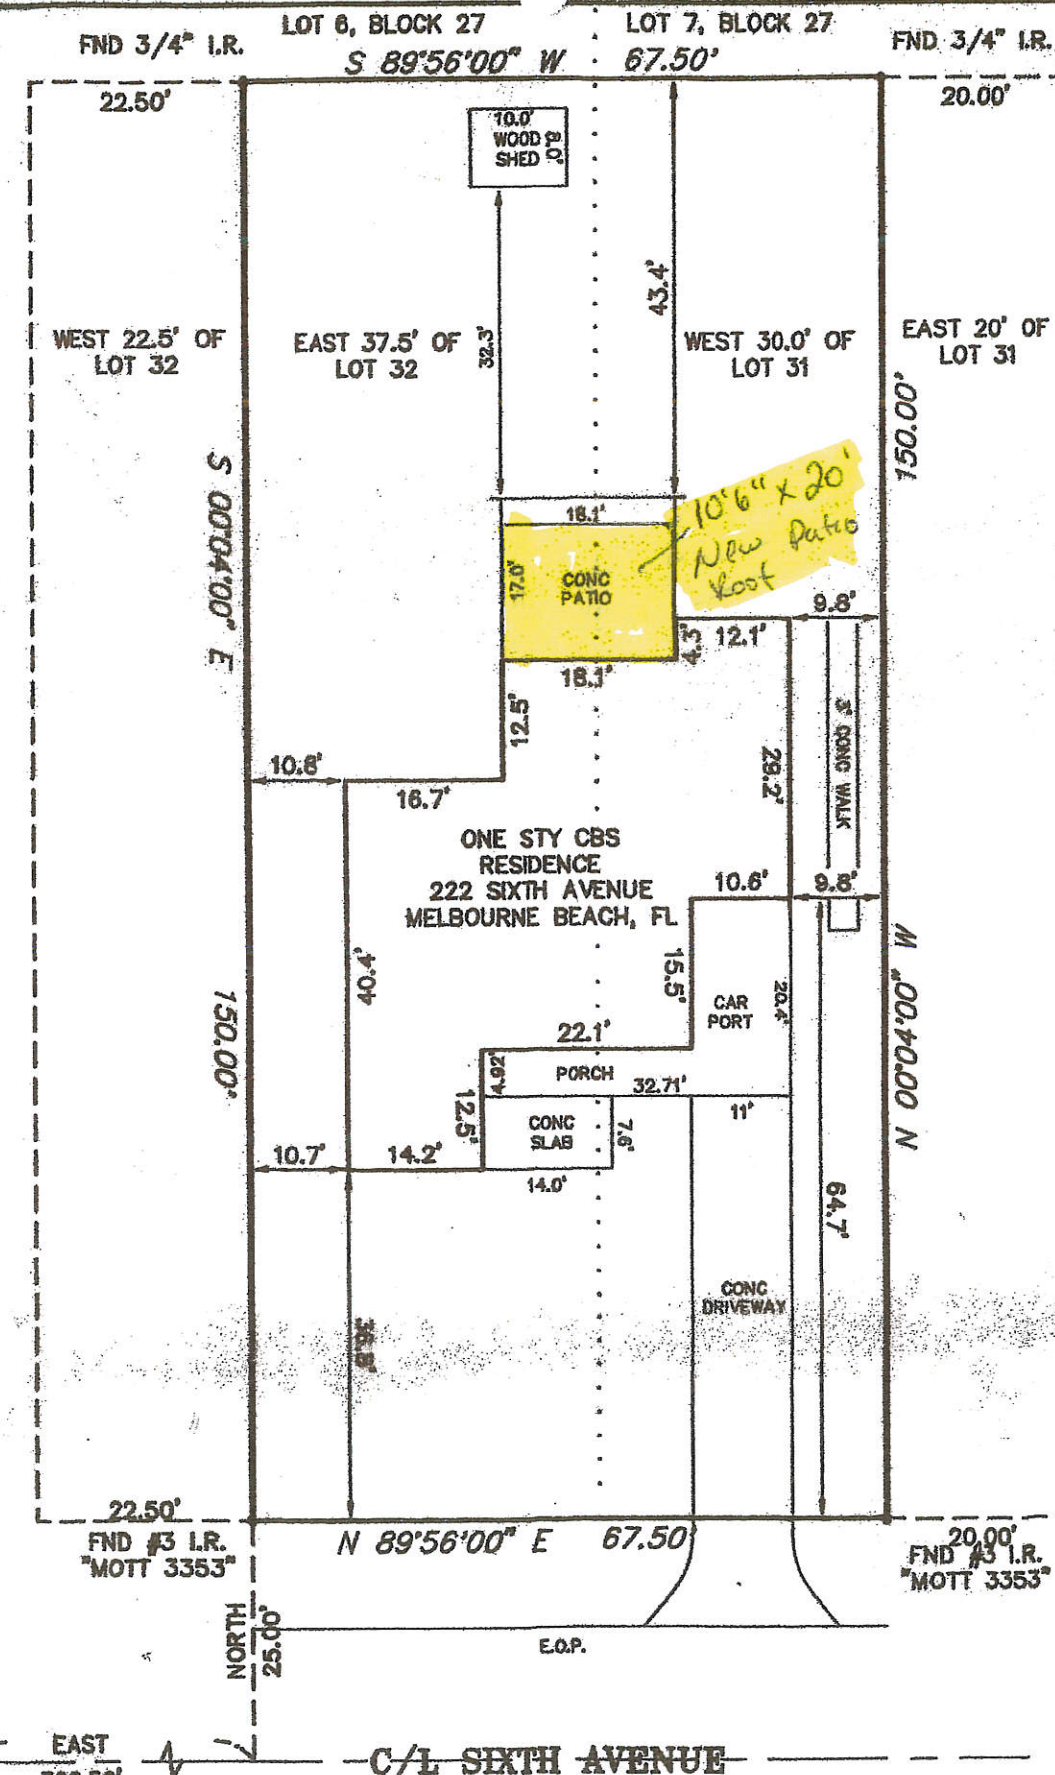 LOT 6, BLOCK 27
LOT 7, BLOCK 27
FND 3/4" I.R.
FND 3/4" I.R.
S 89°56'00" W
67.50'
22.50'
20.00'
10.0'
WOOD
SHED
8.0'
43.4'
32.3'
WEST 22.5' OF
LOT 32
EAST 37.5' OF
LOT 32
WEST 30.0' OF
LOT 31
EAST 20' OF
LOT 31
150.00'
S 00°04'00" E
10'6" x 20'
New Patio
Roof
18.1'
17.0'
CONC
PATIO
9.8'
4.3'
12.1'
18.1'
12.5'
3' CONC WALK
29.2'
10.8'
16.7'
ONE STY CBS
RESIDENCE
222 SIXTH AVENUE
MELBOURNE BEACH, FL
10.6'
9.8'
N 00°04'00" W
40.4'
15.5'
20.4'
CAR
PORT
150.00'
22.1'
4.92'
PORCH
32.71'
11'
12.5'
CONC
SLAB
7.6'
10.7'
14.2'
14.0'
64.7'
CONC
DRIVEWAY
22.50'
FND #3 I.R.
"MOTT 3353"
N 89°56'00" E
67.50'
20.00'
FND #3 I.R.
"MOTT 3353"
NORTH
25.00'
E.O.P.
EAST
C/L SIXTH AVENUE